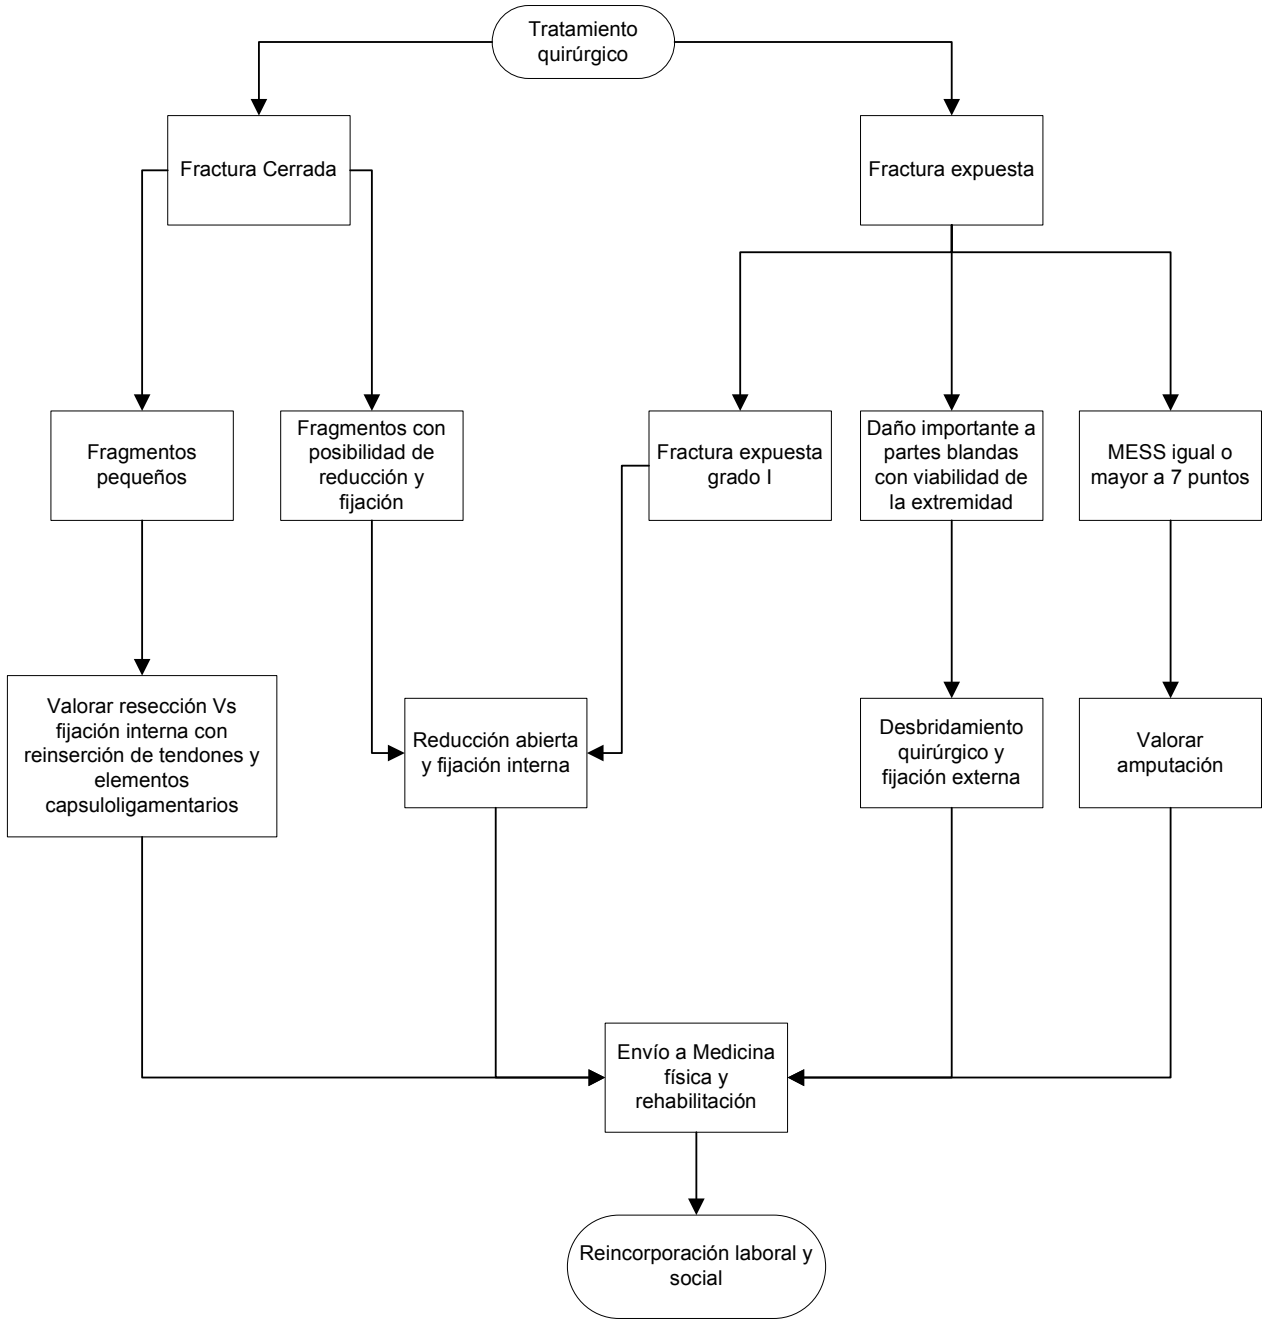 Tratamiento
quirúrgico
Fractura Cerrada
Fractura expuesta
Fragmentos
pequeños
Fragmentos con
posibilidad de
reducción y
fijación
Fractura expuesta
grado I
Daño importante a
partes blandas
con viabilidad de
la extremidad
MESS igual o
mayor a 7 puntos
Valorar resección Vs
fijación interna con
reinserción de tendones y
elementos
capsuloligamentarios
Reducción abierta
y fijación interna
Desbridamiento
quirúrgico y
fijación externa
Valorar
amputación
Envío a Medicina
física y
rehabilitación
Reincorporación laboral y
social